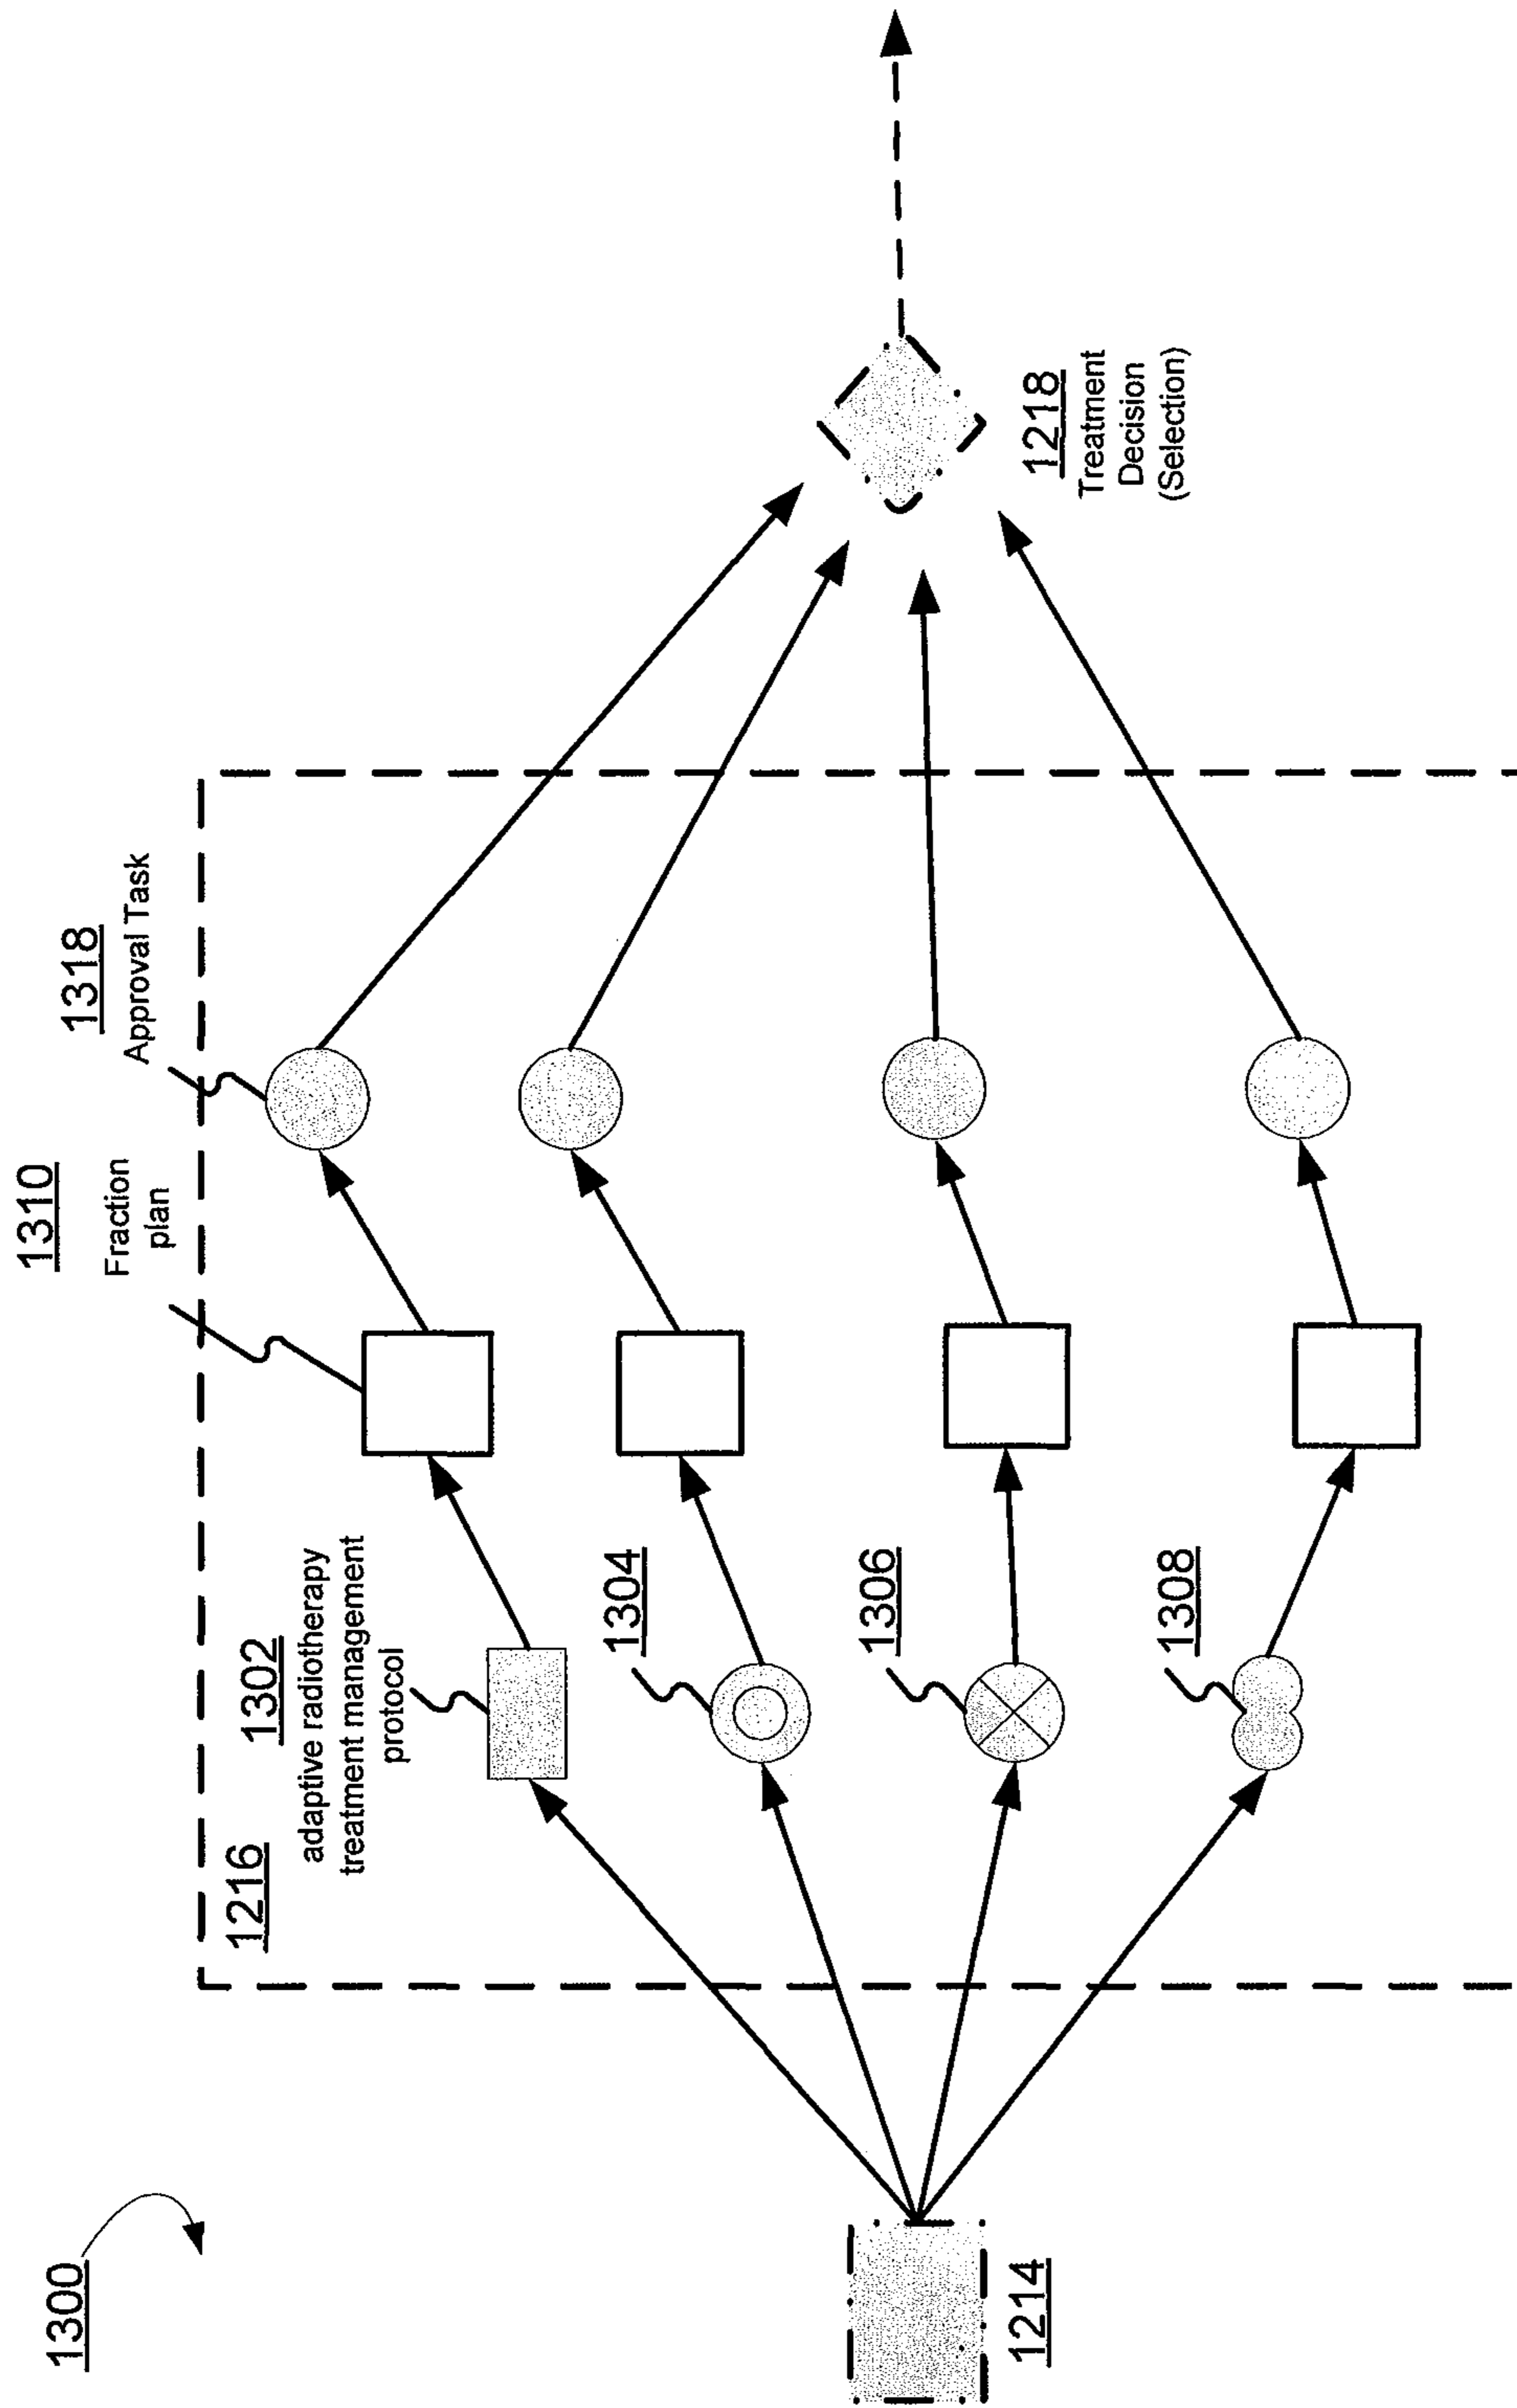 1300
1214
1216
1302
adaptive radiotherapy
treatment management
protocol
1304
1306
1308
1310
Fraction
plan
1318
Approval Task
1218
Treatment
Decision
(Selection)